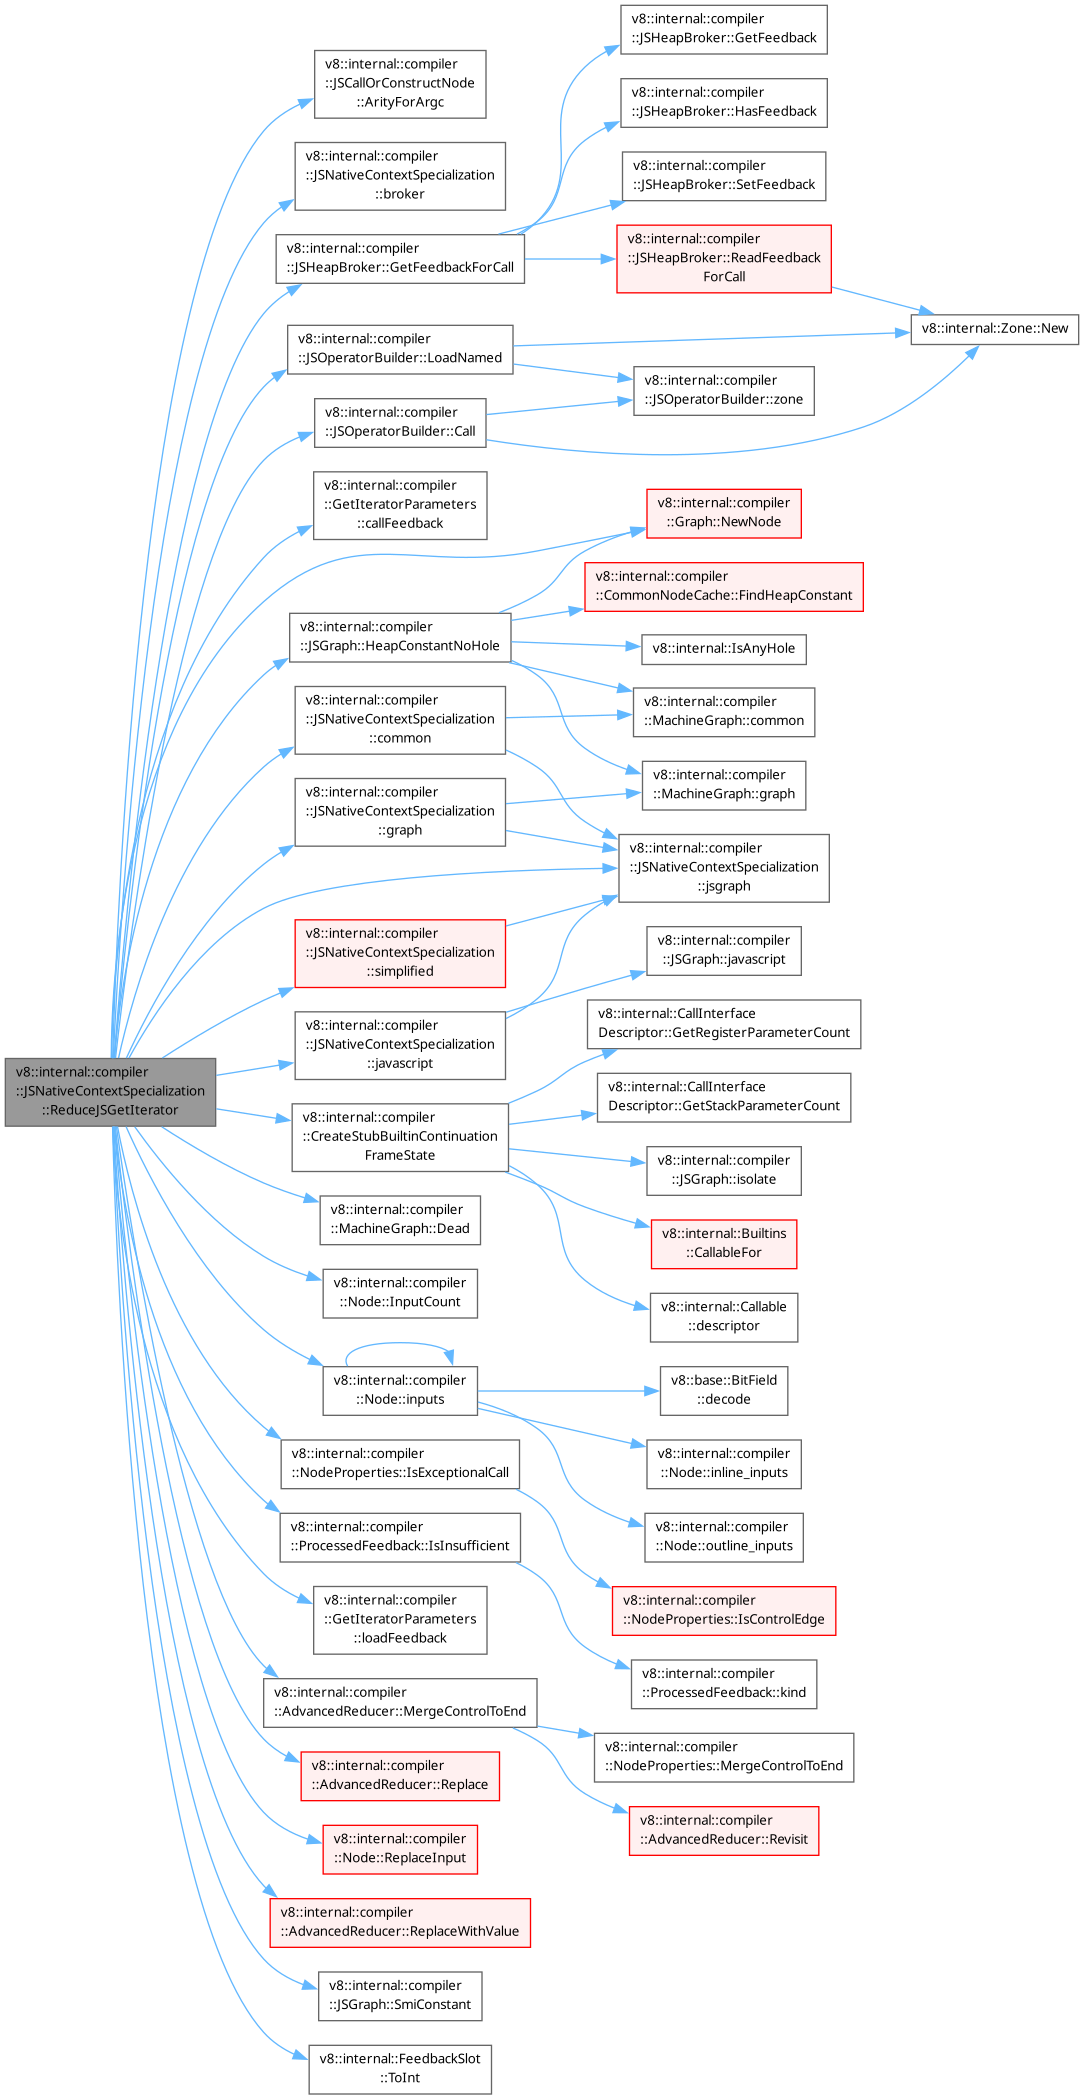 v8::internal::compiler
::JSNativeContextSpecialization
::ReduceJSGetIterator
v8::internal::compiler
::JSCallOrConstructNode
::ArityForArgc
v8::internal::compiler
::JSNativeContextSpecialization
::broker
v8::internal::compiler
::JSHeapBroker::GetFeedbackForCall
v8::internal::compiler
::JSOperatorBuilder::LoadNamed
v8::internal::compiler
::JSOperatorBuilder::Call
v8::internal::compiler
::GetIteratorParameters
::callFeedback
v8::internal::compiler
::JSGraph::HeapConstantNoHole
v8::internal::compiler
::JSNativeContextSpecialization
::common
v8::internal::compiler
::JSNativeContextSpecialization
::graph
v8::internal::compiler
::JSNativeContextSpecialization
::simplified
v8::internal::compiler
::JSNativeContextSpecialization
::javascript
v8::internal::compiler
::CreateStubBuiltinContinuation
FrameState
v8::internal::compiler
::MachineGraph::Dead
v8::internal::compiler
::Node::InputCount
v8::internal::compiler
::Node::inputs
v8::internal::compiler
::NodeProperties::IsExceptionalCall
v8::internal::compiler
::ProcessedFeedback::IsInsufficient
v8::internal::compiler
::GetIteratorParameters
::loadFeedback
v8::internal::compiler
::AdvancedReducer::MergeControlToEnd
v8::internal::compiler
::AdvancedReducer::Replace
v8::internal::compiler
::Node::ReplaceInput
v8::internal::compiler
::AdvancedReducer::ReplaceWithValue
v8::internal::compiler
::JSGraph::SmiConstant
v8::internal::FeedbackSlot
::ToInt
v8::internal::compiler
::JSHeapBroker::GetFeedback
v8::internal::compiler
::JSHeapBroker::HasFeedback
v8::internal::compiler
::JSHeapBroker::SetFeedback
v8::internal::compiler
::JSHeapBroker::ReadFeedback
ForCall
v8::internal::compiler
::JSOperatorBuilder::zone
v8::internal::compiler
::Graph::NewNode
v8::internal::compiler
::CommonNodeCache::FindHeapConstant
v8::internal::IsAnyHole
v8::internal::compiler
::MachineGraph::common
v8::internal::compiler
::MachineGraph::graph
v8::internal::compiler
::JSNativeContextSpecialization
::jsgraph
v8::internal::compiler
::JSGraph::javascript
v8::internal::CallInterface
Descriptor::GetRegisterParameterCount
v8::internal::CallInterface
Descriptor::GetStackParameterCount
v8::internal::compiler
::JSGraph::isolate
v8::internal::Builtins
::CallableFor
v8::internal::Callable
::descriptor
v8::base::BitField
::decode
v8::internal::compiler
::Node::inline_inputs
v8::internal::compiler
::Node::outline_inputs
v8::internal::compiler
::NodeProperties::IsControlEdge
v8::internal::compiler
::ProcessedFeedback::kind
v8::internal::compiler
::NodeProperties::MergeControlToEnd
v8::internal::compiler
::AdvancedReducer::Revisit
v8::internal::Zone::New